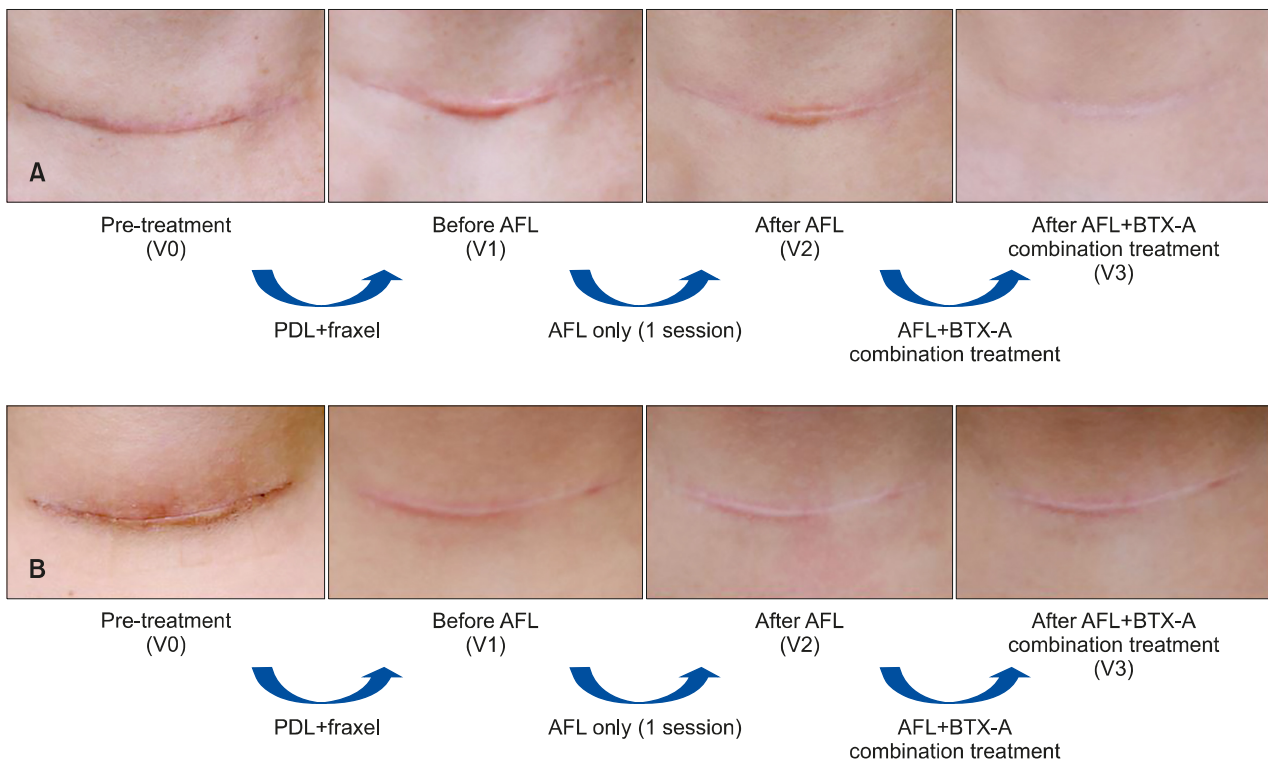 A
Pre-treatment
(V0)
Before AFL
(V1)
After AFL
(V2)
After AFL+BTX-A
combination treatment
(V3)
PDL+fraxel
AFL only (1 session)
AFL+BTX-A
combination treatment
B
Pre-treatment
(V0)
Before AFL
(V1)
After AFL
(V2)
After AFL+BTX-A
combination treatment
(V3)
PDL+fraxel
AFL only (1 session)
AFL+BTX-A
combination treatment